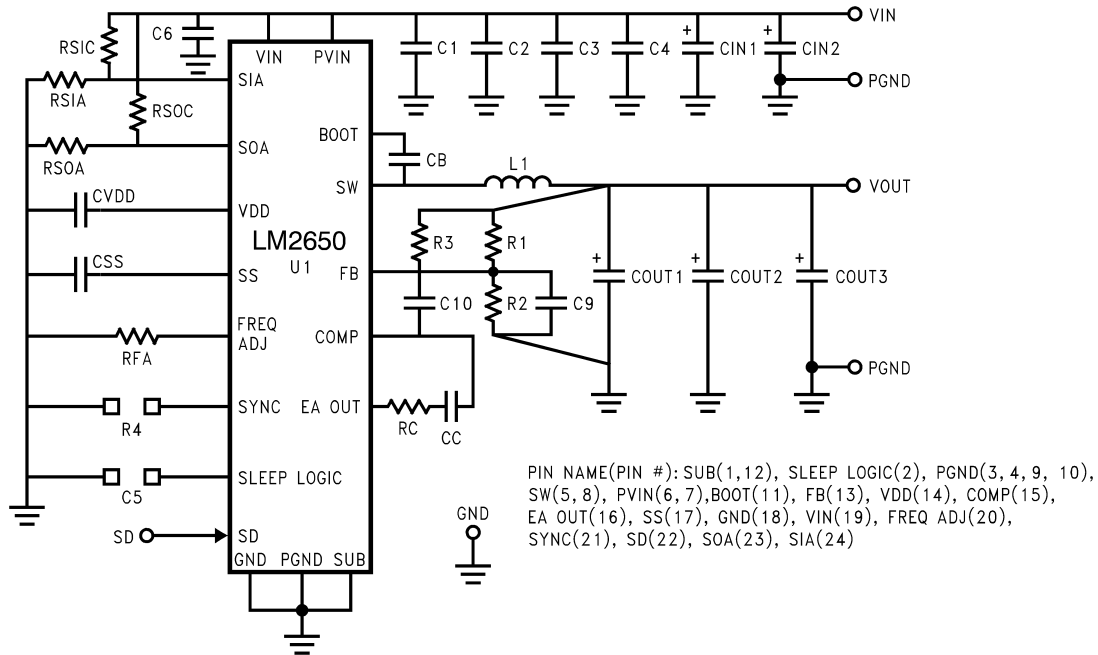 VIN
RSIC
C6
VIN
PVIN
C1
C2
C3
C4
+
CIN1
+
CIN2
PGND
RSIA
SIA
RSOC
RSOA
SOA
BOOT
CB
L1
SW
VOUT
CVDD
VDD
LM2650
U1
R3
R1
CSS
SS
FB
+
COUT1
+
COUT2
+
COUT3
C10
R2
C9
RFA
FREQ
ADJ
COMP
PGND
R4
SYNC
EA OUT
RC
CC
C5
SLEEP LOGIC
SD
SD
GND
PGND
SUB
GND
PIN NAME(PIN #): SUB(1,12), SLEEP LOGIC(2), PGND(3, 4, 9, 10),
SW(5, 8), PVIN(6, 7),BOOT(11), FB(13), VDD(14), COMP(15),
EA OUT(16), SS(17), GND(18), VIN(19), FREQ ADJ(20),
SYNC(21), SD(22), SOA(23), SIA(24)